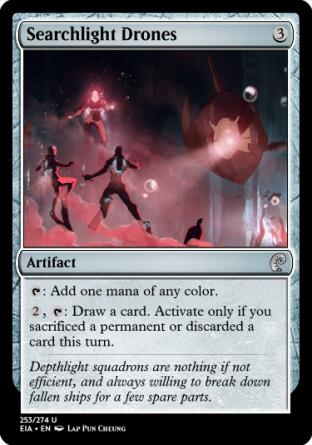 Searchlight Drones 3
Artifact
: Add one mana of any color.
2, : Draw a card. Activate only if you
sacrificed a permanent or discarded a
card this turn.
Depthlight squadrons are nothing if not
efficient, and always willing to break down
fallen ships for a few spare parts.
253/274 U
EIA • EN Lap Pun Cheung